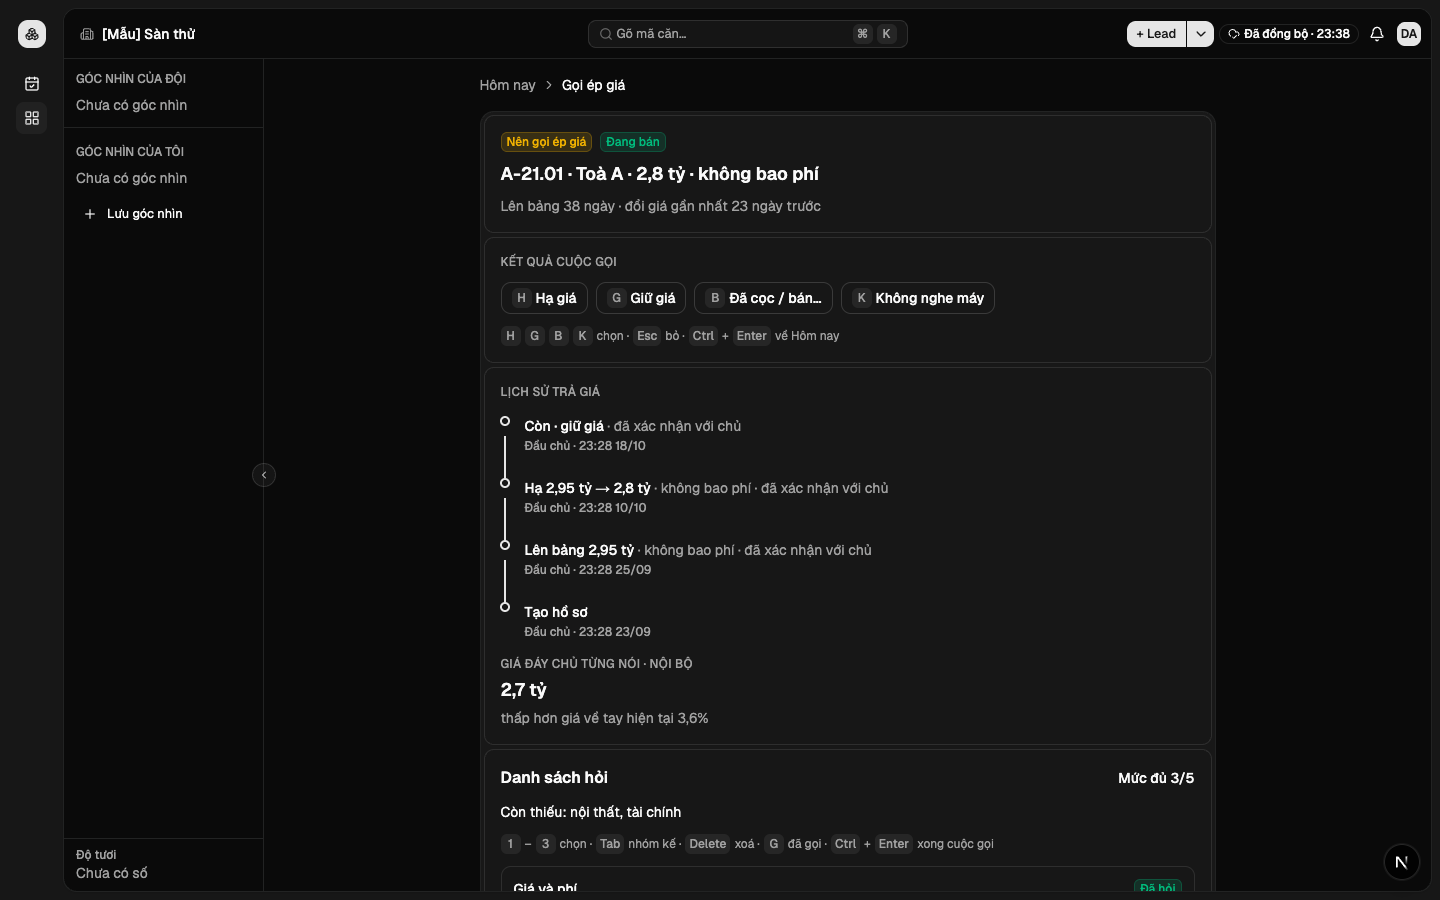 [Mẫu] Sàn thử
Gõ mã căn...
⌘ K
+ Lead
Đã đồng bộ · 23:38
DA
GÓC NHÌN CỦA ĐỘI
Chưa có góc nhìn
GÓC NHÌN CỦA TÔI
Chưa có góc nhìn
+ Lưu góc nhìn
Độ tươi
Chưa có số
Hôm nay > Gọi ép giá
Nên gọi ép giá Đang bán
A-21.01 · Toà A · 2,8 tỷ · không bao phí
Lên bảng 38 ngày · đổi giá gần nhất 23 ngày trước
KẾT QUẢ CUỘC GỌI
H Hạ giá G Giữ giá B Đã cọc / bán... K Không nghe máy
H G B K chọn · Esc bỏ · Ctrl + Enter về Hôm nay
LỊCH SỬ TRẢ GIÁ
Còn · giữ giá · đã xác nhận với chủ
Đầu chủ · 23:28 18/10
Hạ 2,95 tỷ → 2,8 tỷ · không bao phí · đã xác nhận với chủ
Đầu chủ · 23:28 10/10
Lên bảng 2,95 tỷ · không bao phí · đã xác nhận với chủ
Đầu chủ · 23:28 25/09
Tạo hồ sơ
Đầu chủ · 23:28 23/09
GIÁ ĐÁY CHỦ TỪNG NÓI · NỘI BỘ
2,7 tỷ
thấp hơn giá về tay hiện tại 3,6%
Danh sách hỏi
Mức đủ 3/5
Còn thiếu: nội thất, tài chính
1 – 3 chọn · Tab nhóm kế · Delete xoá · G đã gọi · Ctrl + Enter xong cuộc gọi
Giá và phí
Đã hỏi
N